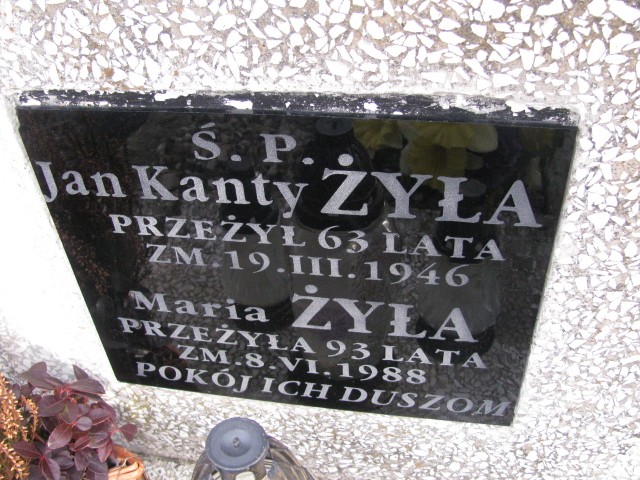 Ś. P.
Jan Kanty ŻYŁA
PRZEŻYŁ 63 LATA
ZM. 19.III.1946
Maria ŻYŁA
PRZEŻYŁA 93 LATA
ZM. 8.VI.1988
POKÓJ ICH DUSZOM